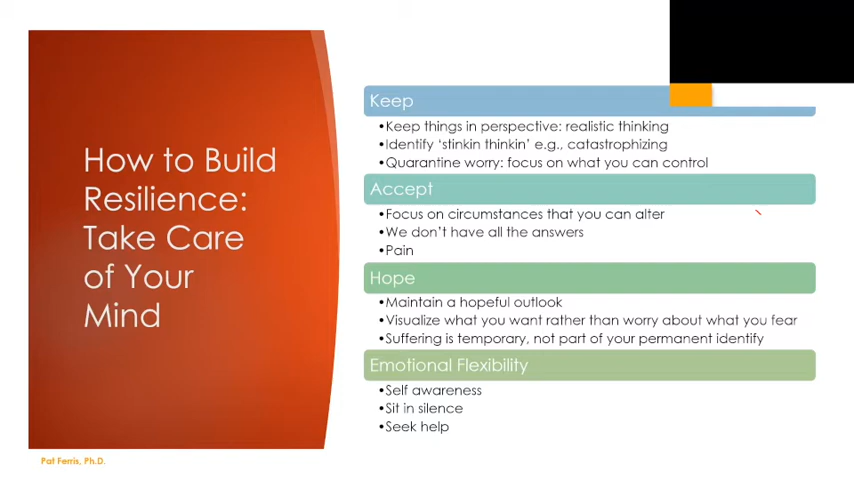 How to Build
Resilience:
Take Care
of Your
Mind
Keep
•Keep things in perspective: realistic thinking
•Identify ‘stinkin thinkin’ e.g., catastrophizing
•Quarantine worry: focus on what you can control
Accept
•Focus on circumstances that you can alter
•We don’t have all the answers
•Pain
Hope
•Maintain a hopeful outlook
•Visualize what you want rather than worry about what you fear
•Suffering is temporary, not part of your permanent identify
Emotional Flexibility
•Self awareness
•Sit in silence
•Seek help
Pat Ferris, Ph.D.